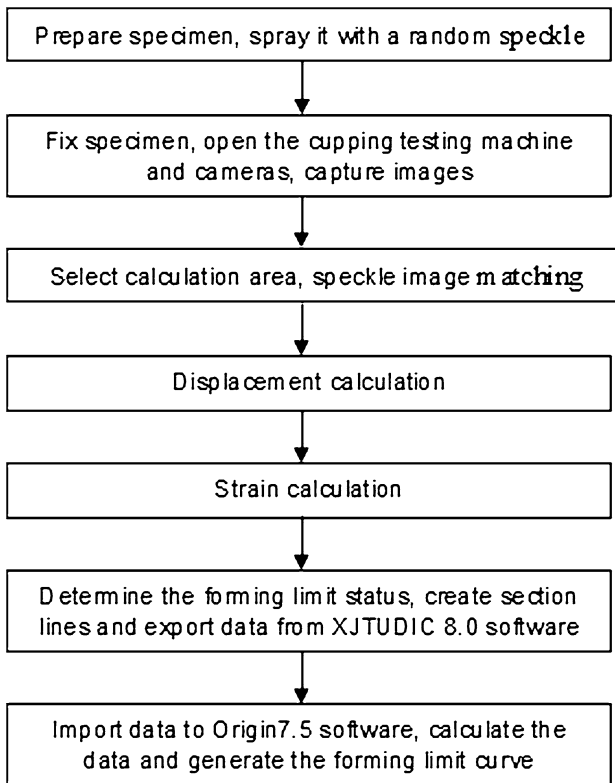 Prepare specimen, spray it with a random speckle
Fix specimen, open the cupping testing machine
and cameras, capture images
Select calculation area, speckle image matching
Displacement calculation
Strain calculation
Determine the forming limit status, create section
lines and export data from XJTUDIC 8.0 software
Import data to Origin7.5 software, calculate the
data and generate the forming limit curve